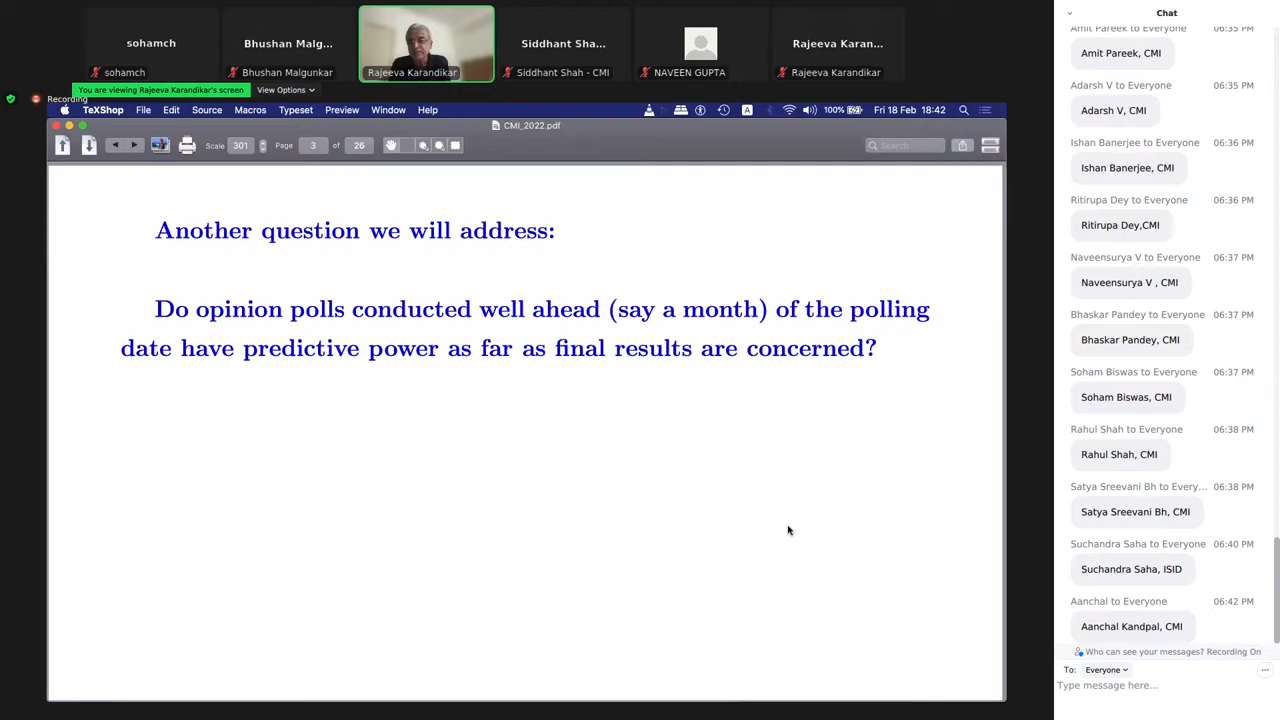 sohamch
Bhushan Malg...
Siddhant Sha...
Rajeeva Karan...
sohamch
Bhushan Malgunkar
Rajeeva Karandikar
Siddhant Shah - CMI
NAVEEN GUPTA
Rajeeva Karandikar
You are viewing Rajeeva Karandikar's screen
View Options
Recording
TeXShop File Edit Source Macros Typeset Preview Window Help
A
100%
Fri 18 Feb 18:42
CMI_2022.pdf
Scale 301 Page 3 of 26
Search
Another question we will address:
Do opinion polls conducted well ahead (say a month) of the polling
date have predictive power as far as final results are concerned?
Chat
Amit Pareek, CMI to Everyone 06:35 PM
Amit Pareek, CMI
Adarsh V to Everyone 06:35 PM
Adarsh V, CMI
Ishan Banerjee to Everyone 06:36 PM
Ishan Banerjee, CMI
Ritirupa Dey to Everyone 06:36 PM
Ritirupa Dey,CMI
Naveensurya V to Everyone 06:37 PM
Naveensurya V , CMI
Bhaskar Pandey to Everyone 06:37 PM
Bhaskar Pandey, CMI
Soham Biswas to Everyone 06:37 PM
Soham Biswas, CMI
Rahul Shah to Everyone 06:38 PM
Rahul Shah, CMI
Satya Sreevani Bh to Every... 06:38 PM
Satya Sreevani Bh, CMI
Suchandra Saha to Everyone 06:40 PM
Suchandra Saha, ISID
Aanchal to Everyone 06:42 PM
Aanchal Kandpal, CMI
Who can see your messages? Recording On
To: Everyone
Type message here...